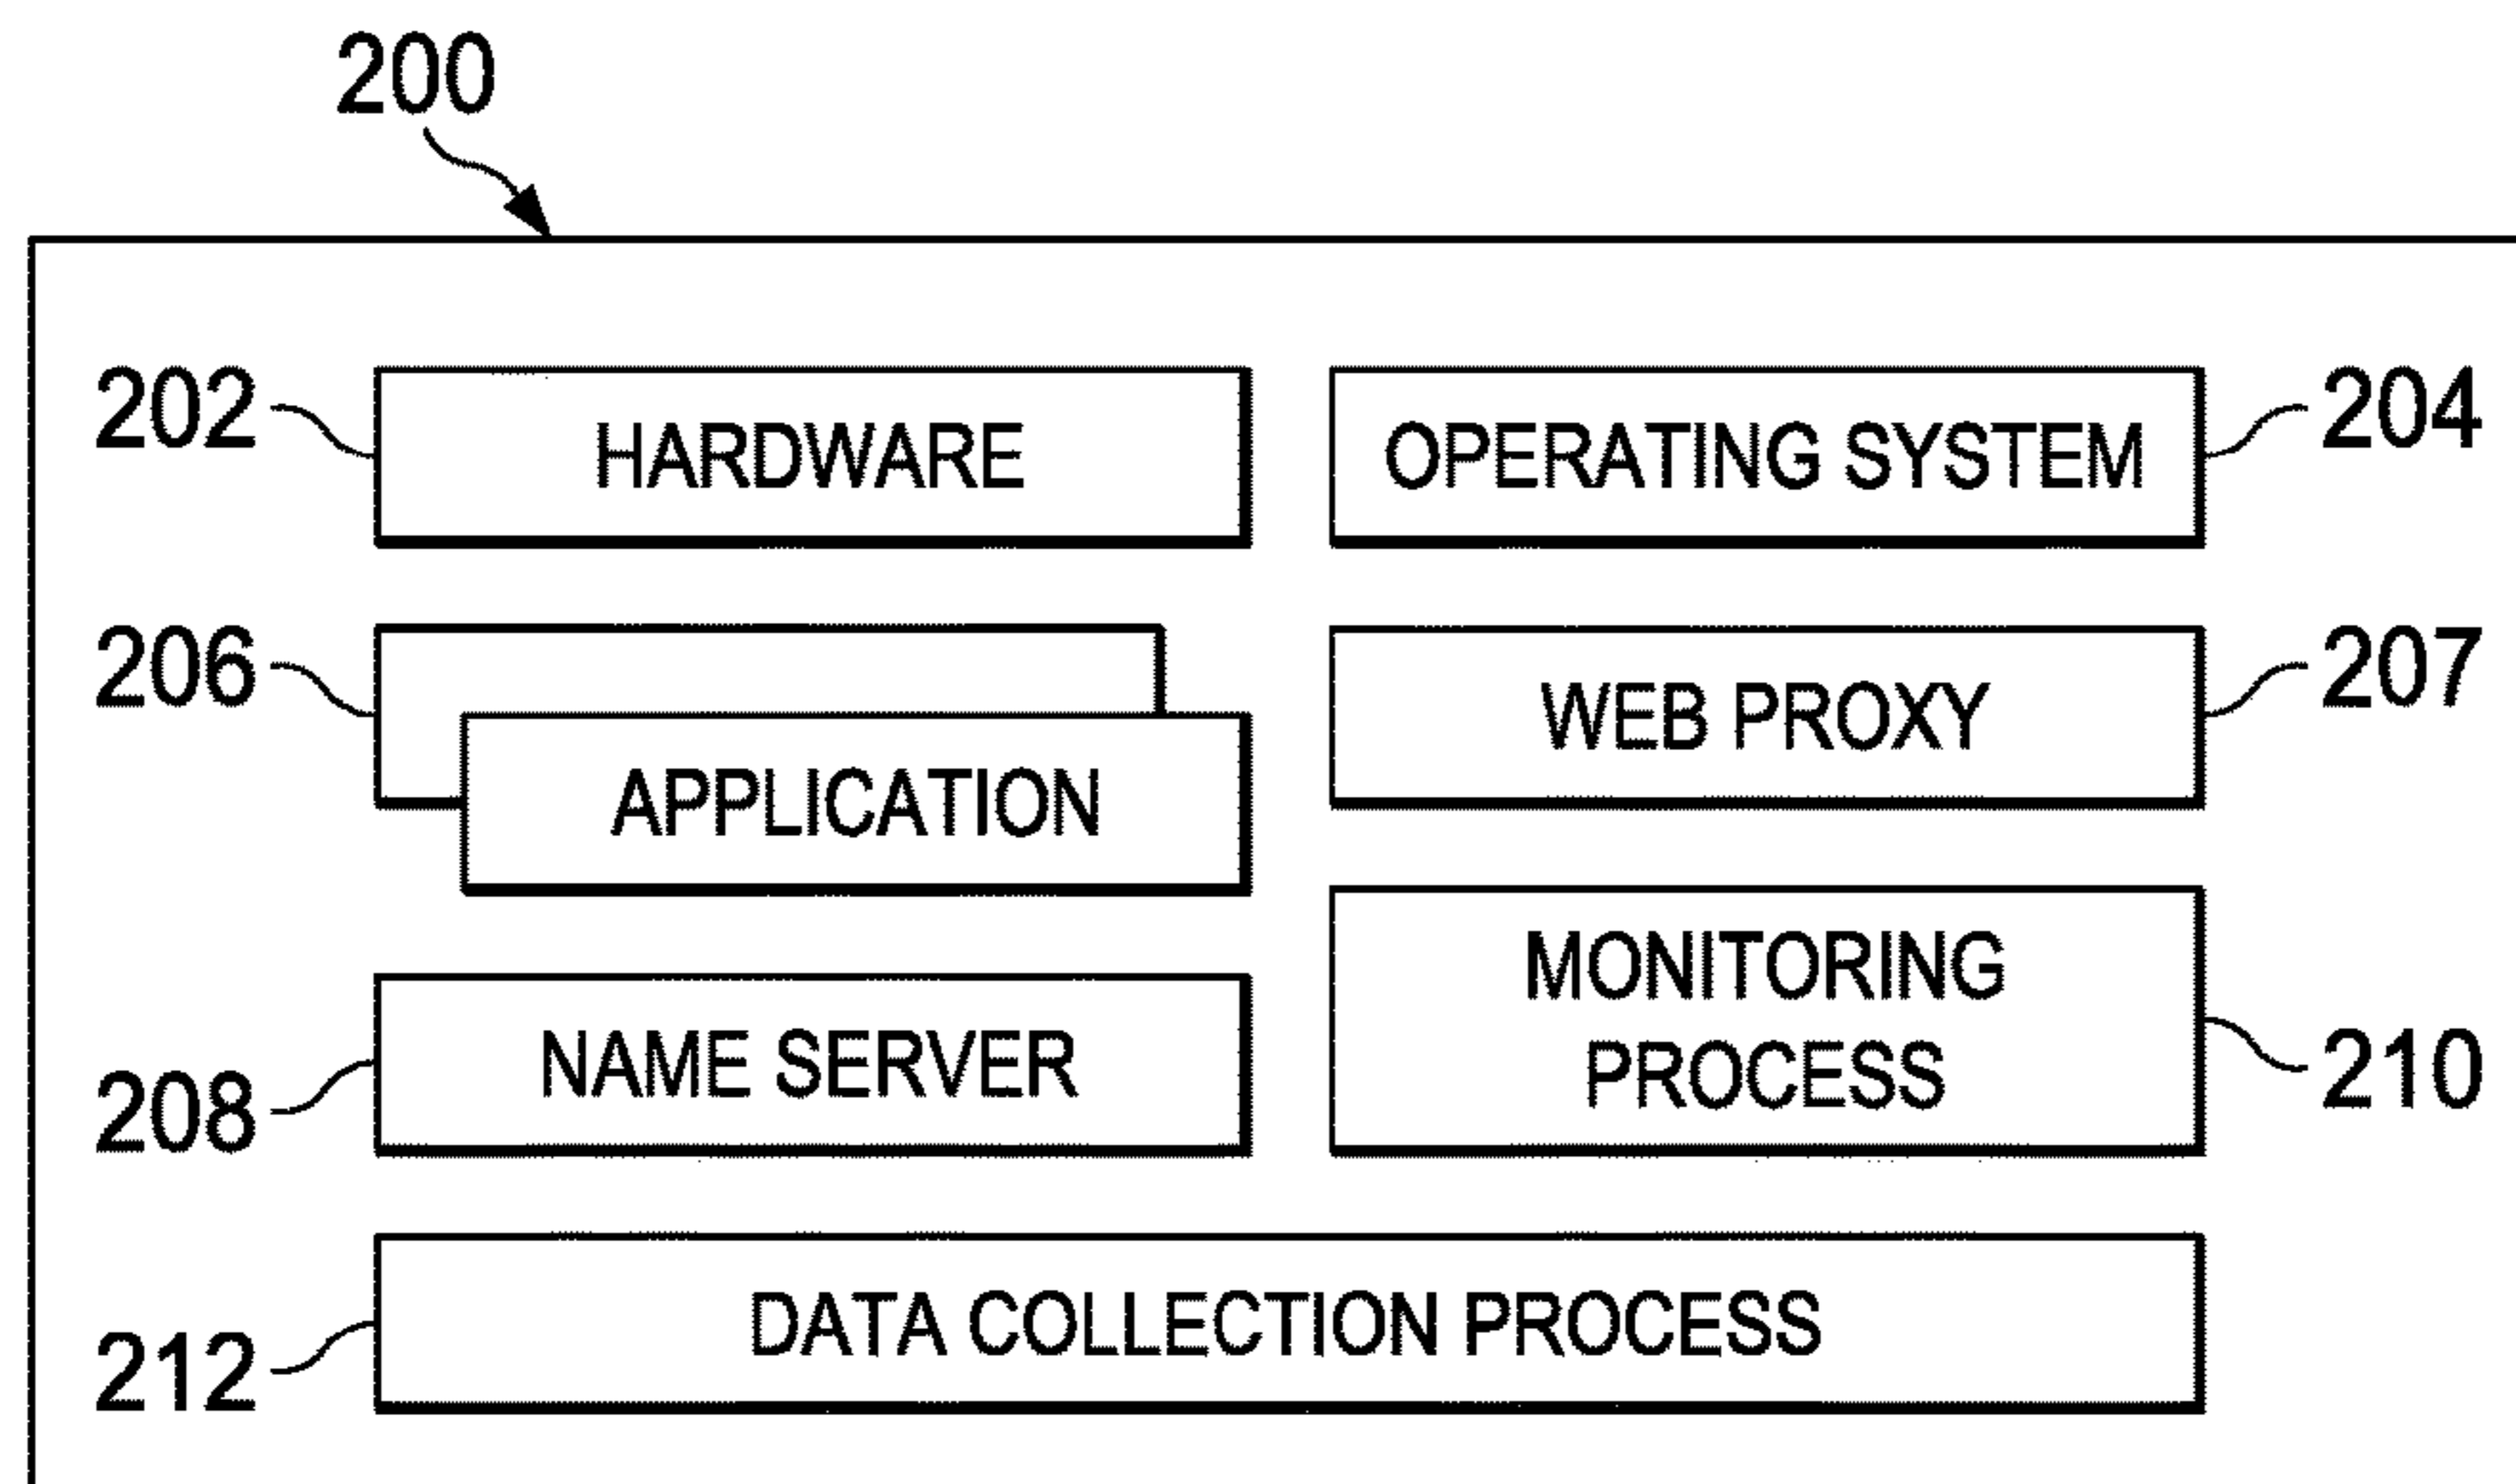 200
202
HARDWARE
OPERATING SYSTEM
204
206
APPLICATION
WEB PROXY
207
208
NAME SERVER
MONITORING
PROCESS
210
212
DATA COLLECTION PROCESS